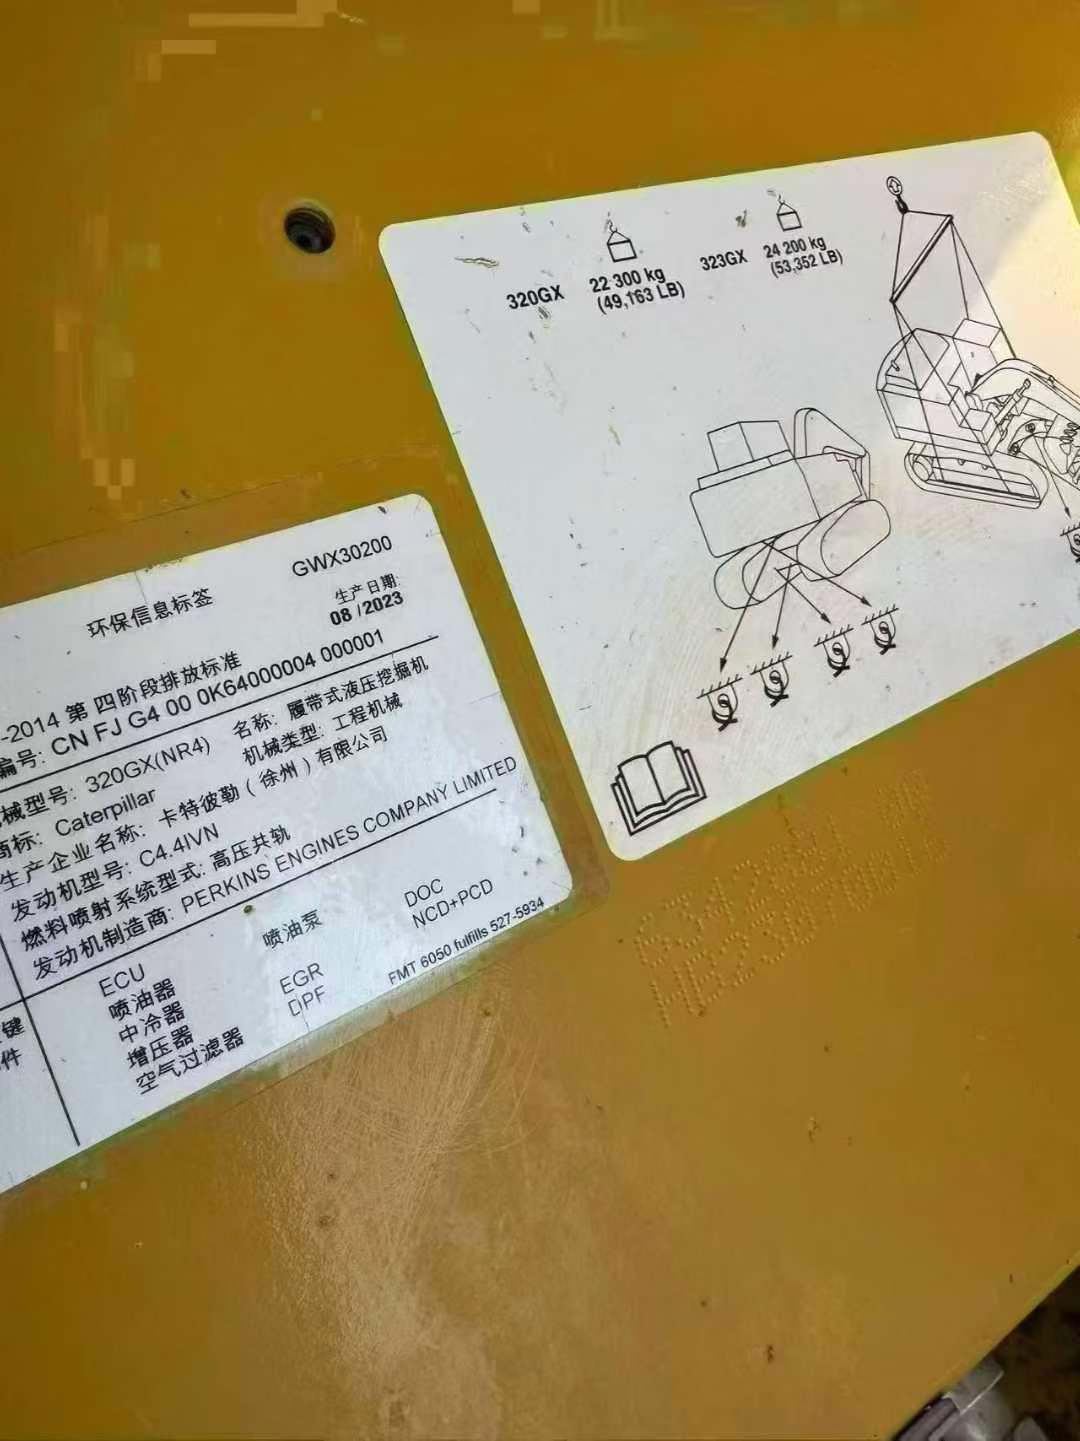 320GX
22 300 kg
(49,163 LB)
323GX
24 200 kg
(53,352 LB)
GWX30200
环保信息标签
生产日期:
08 /2023
-2014 第 四阶段排放标准
编号: CN FJ G4 00 0K64000004 000001
械型号: 320GX(NR4) 名称: 履带式液压挖掘机
商标: Caterpillar 机械类型: 工程机械
生产企业名称: 卡特彼勒（徐州）有限公司
发动机型号: C4.4IVN
燃料喷射系统型式: 高压共轨
发动机制造商: PERKINS ENGINES COMPANY LIMITED
键
件
ECU 喷油泵 DOC
喷油器 NCD+PCD
中冷器 EGR
增压器 DPF
空气过滤器
FMT 6050 fulfills 527-5934